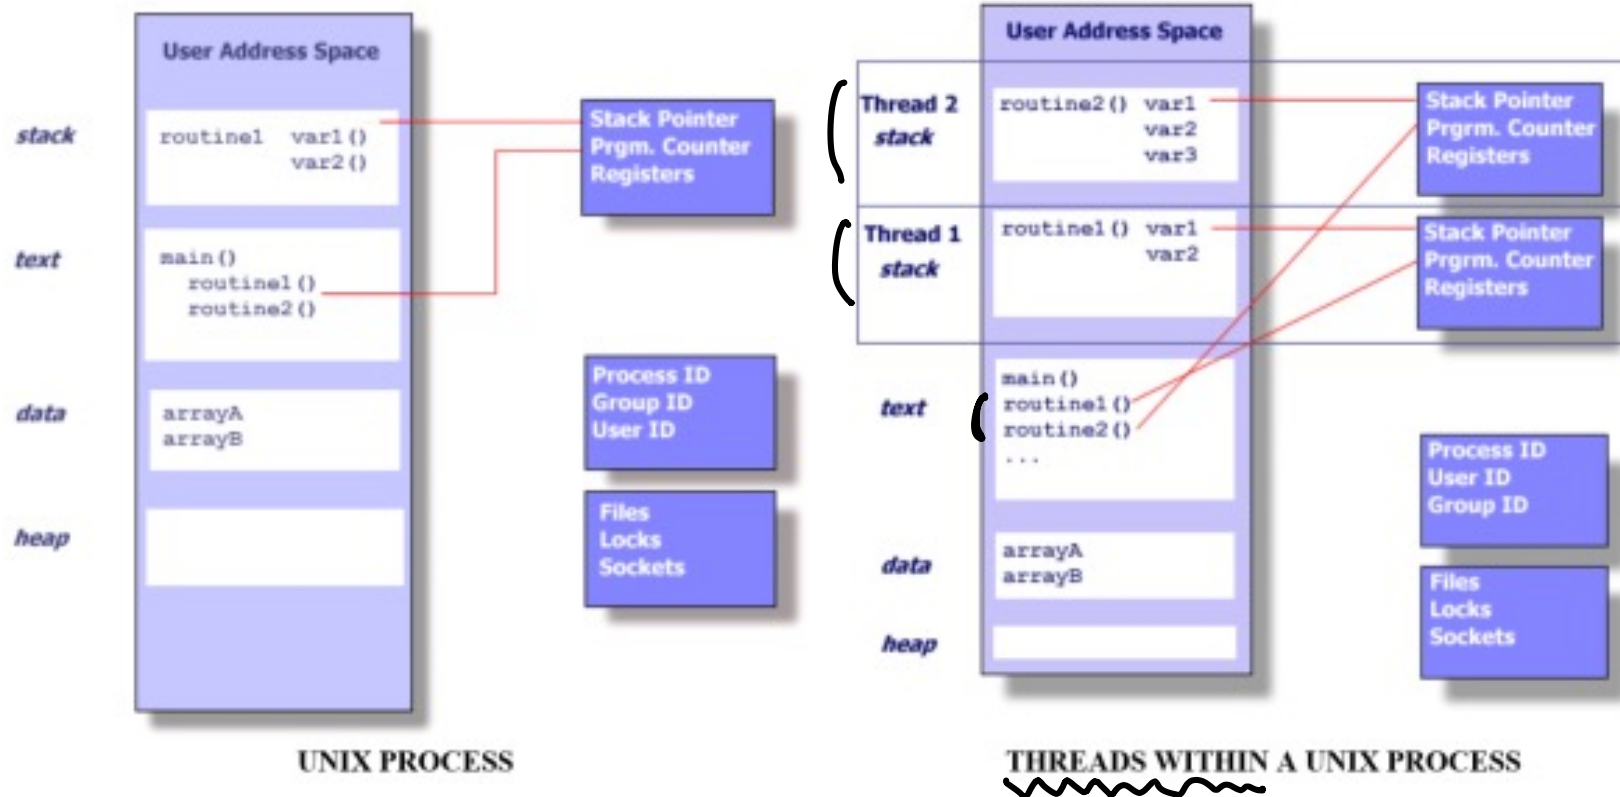 User Address Space
stack
routine1 var1()
var2()
Stack Pointer
Prgm. Counter
Registers
text
main()
routine1()
routine2()
data
arrayA
arrayB
Process ID
Group ID
User ID
heap
Files
Locks
Sockets
UNIX PROCESS
User Address Space
Thread 2
stack
routine2() var1
var2
var3
Stack Pointer
Prgrm. Counter
Registers
Thread 1
stack
routine1() var1
var2
Stack Pointer
Prgrm. Counter
Registers
text
main()
routine1()
routine2()
...
data
arrayA
arrayB
Process ID
User ID
Group ID
heap
Files
Locks
Sockets
THREADS WITHIN A UNIX PROCESS